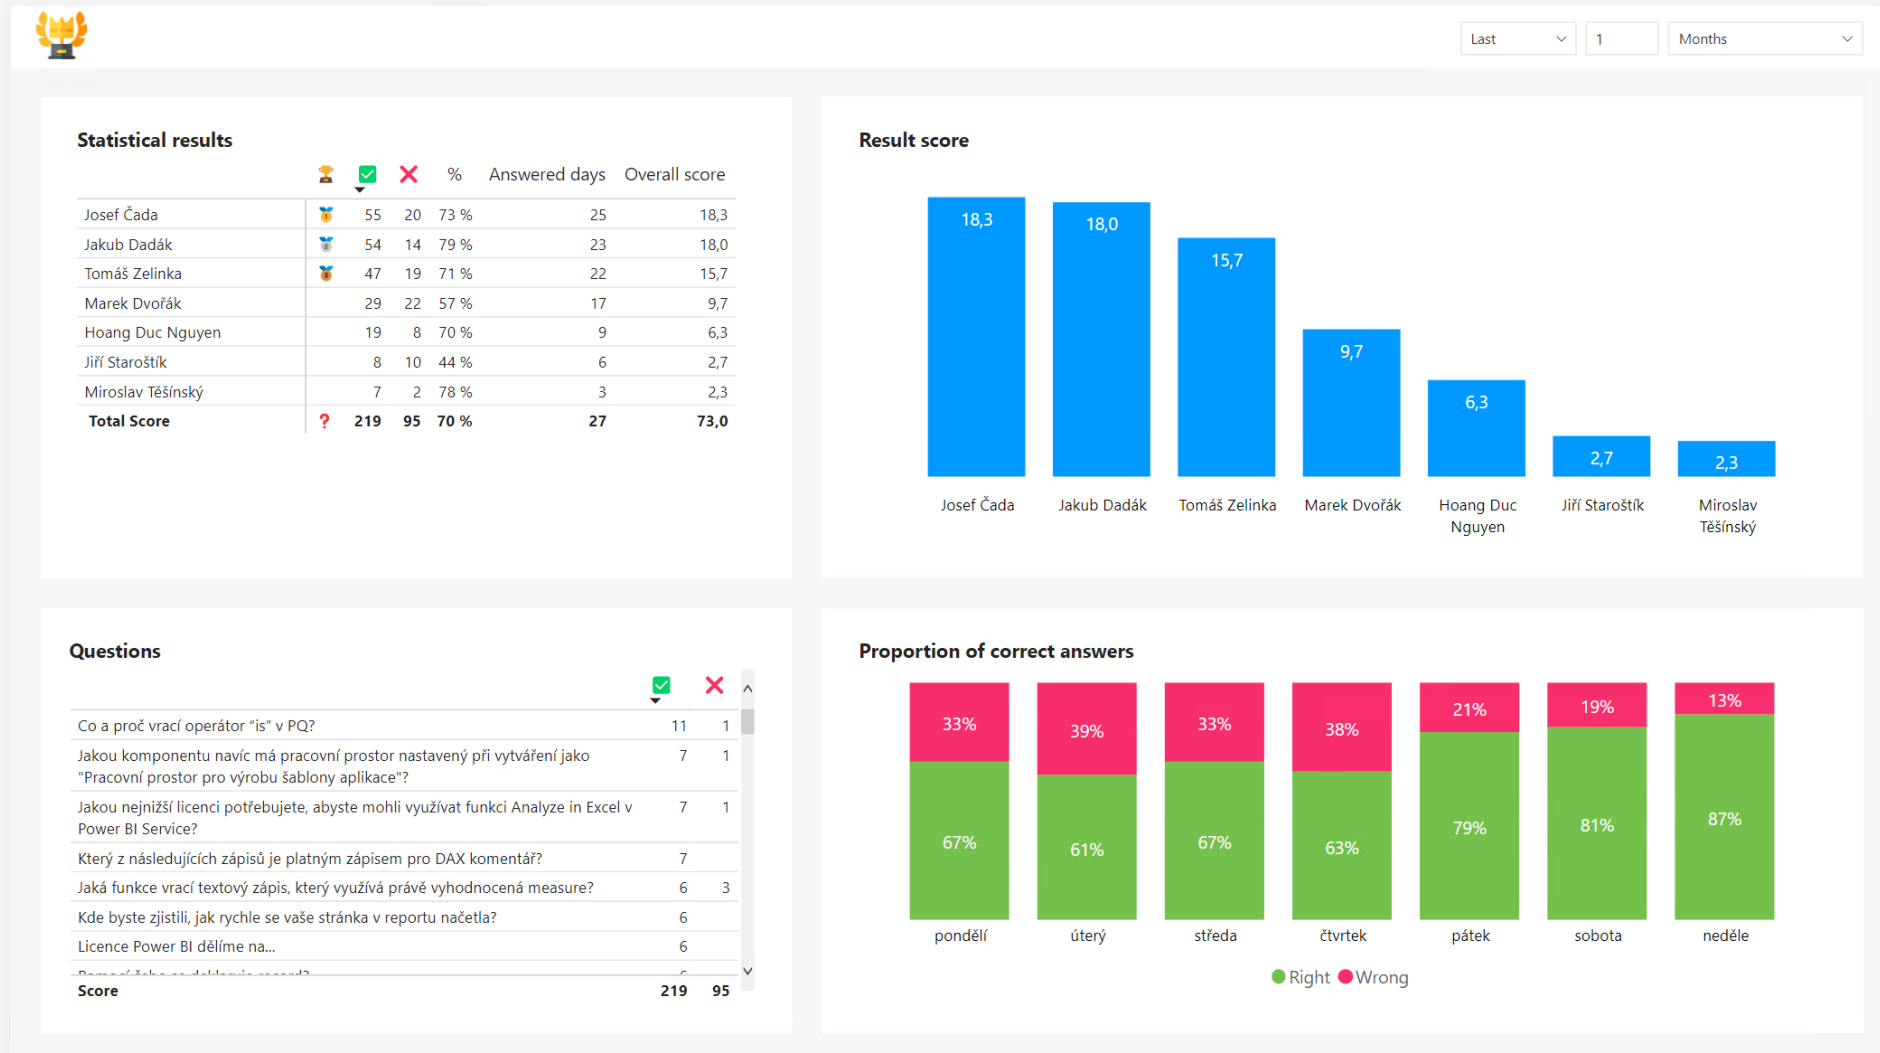 Last 1 Months
Statistical results
% Answered days Overall score
Josef Čada 55 20 73 % 25 18,3
Jakub Dadák 54 14 79 % 23 18,0
Tomáš Zelinka 47 19 71 % 22 15,7
Marek Dvořák 29 22 57 % 17 9,7
Hoang Duc Nguyen 19 8 70 % 9 6,3
Jiří Staroštík 8 10 44 % 6 2,7
Miroslav Těšínský 7 2 78 % 3 2,3
Total Score ❓ 219 95 70 % 27 73,0
Result score
18,3 18,0 15,7 9,7 6,3 2,7 2,3
Josef Čada Jakub Dadák Tomáš Zelinka Marek Dvořák Hoang Duc Jiří Staroštík Miroslav
Nguyen Těšínský
Questions
Co a proč vrací operátor “is” v PQ? 11 1
Jakou komponentu navíc má pracovní prostor nastavený při vytváření jako 7 1
"Pracovní prostor pro výrobu šablony aplikace"?
Jakou nejnižší licenci potřebujete, abyste mohli využívat funkci Analyze in Excel v 7 1
Power BI Service?
Který z následujících zápisů je platným zápisem pro DAX komentář? 7
Jaká funkce vrací textový zápis, který využívá právě vyhodnocená measure? 6 3
Kde byste zjistili, jak rychle se vaše stránka v reportu načetla? 6
Licence Power BI dělíme na... 6
Score 219 95
Proportion of correct answers
33% 39% 33% 38% 21% 19% 13%
67% 61% 67% 63% 79% 81% 87%
pondělí úterý středa čtvrtek pátek sobota neděle
Right Wrong